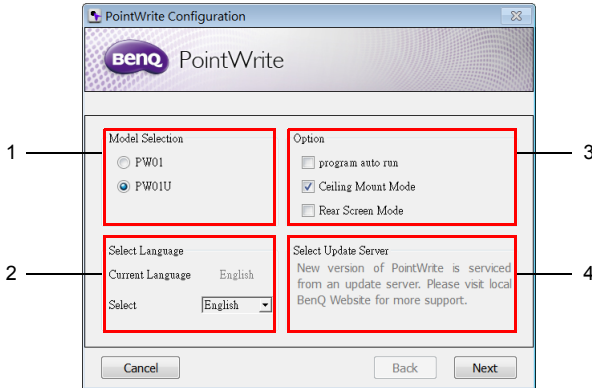 PointWrite Configuration
BenQ PointWrite
1
Model Selection
PW01
PW01U
Option
program auto run
Ceiling Mount Mode
Rear Screen Mode
3
2
Select Language
Current Language English
Select English
Select Update Server
New version of PointWrite is serviced
from an update server. Please visit local
BenQ Website for more support.
4
Cancel
Back
Next